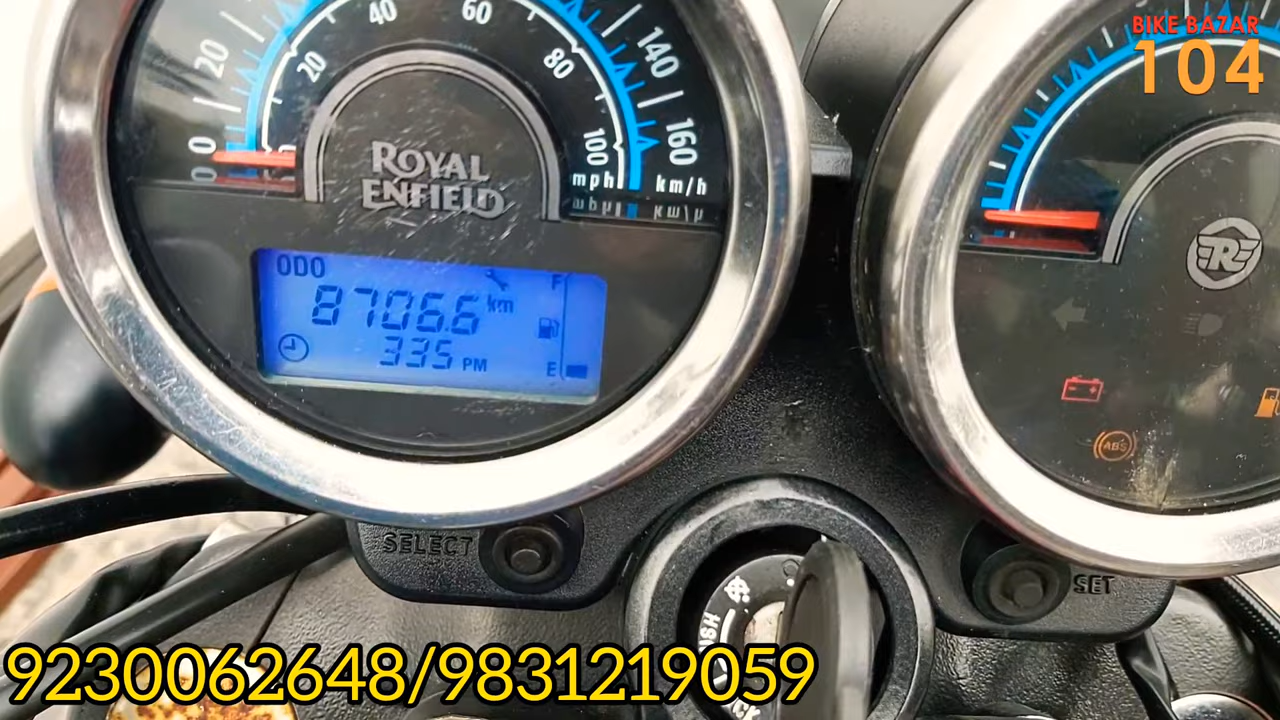 BIKE BAZAR
104
20
40
60
140
160
0
20
80
100
mph
km/h
ROYAL
ENFIELD
ODO
F
8706.6 km
3:35 PM
E
R
ABS
SELECT
SET
9230062648/9831219059